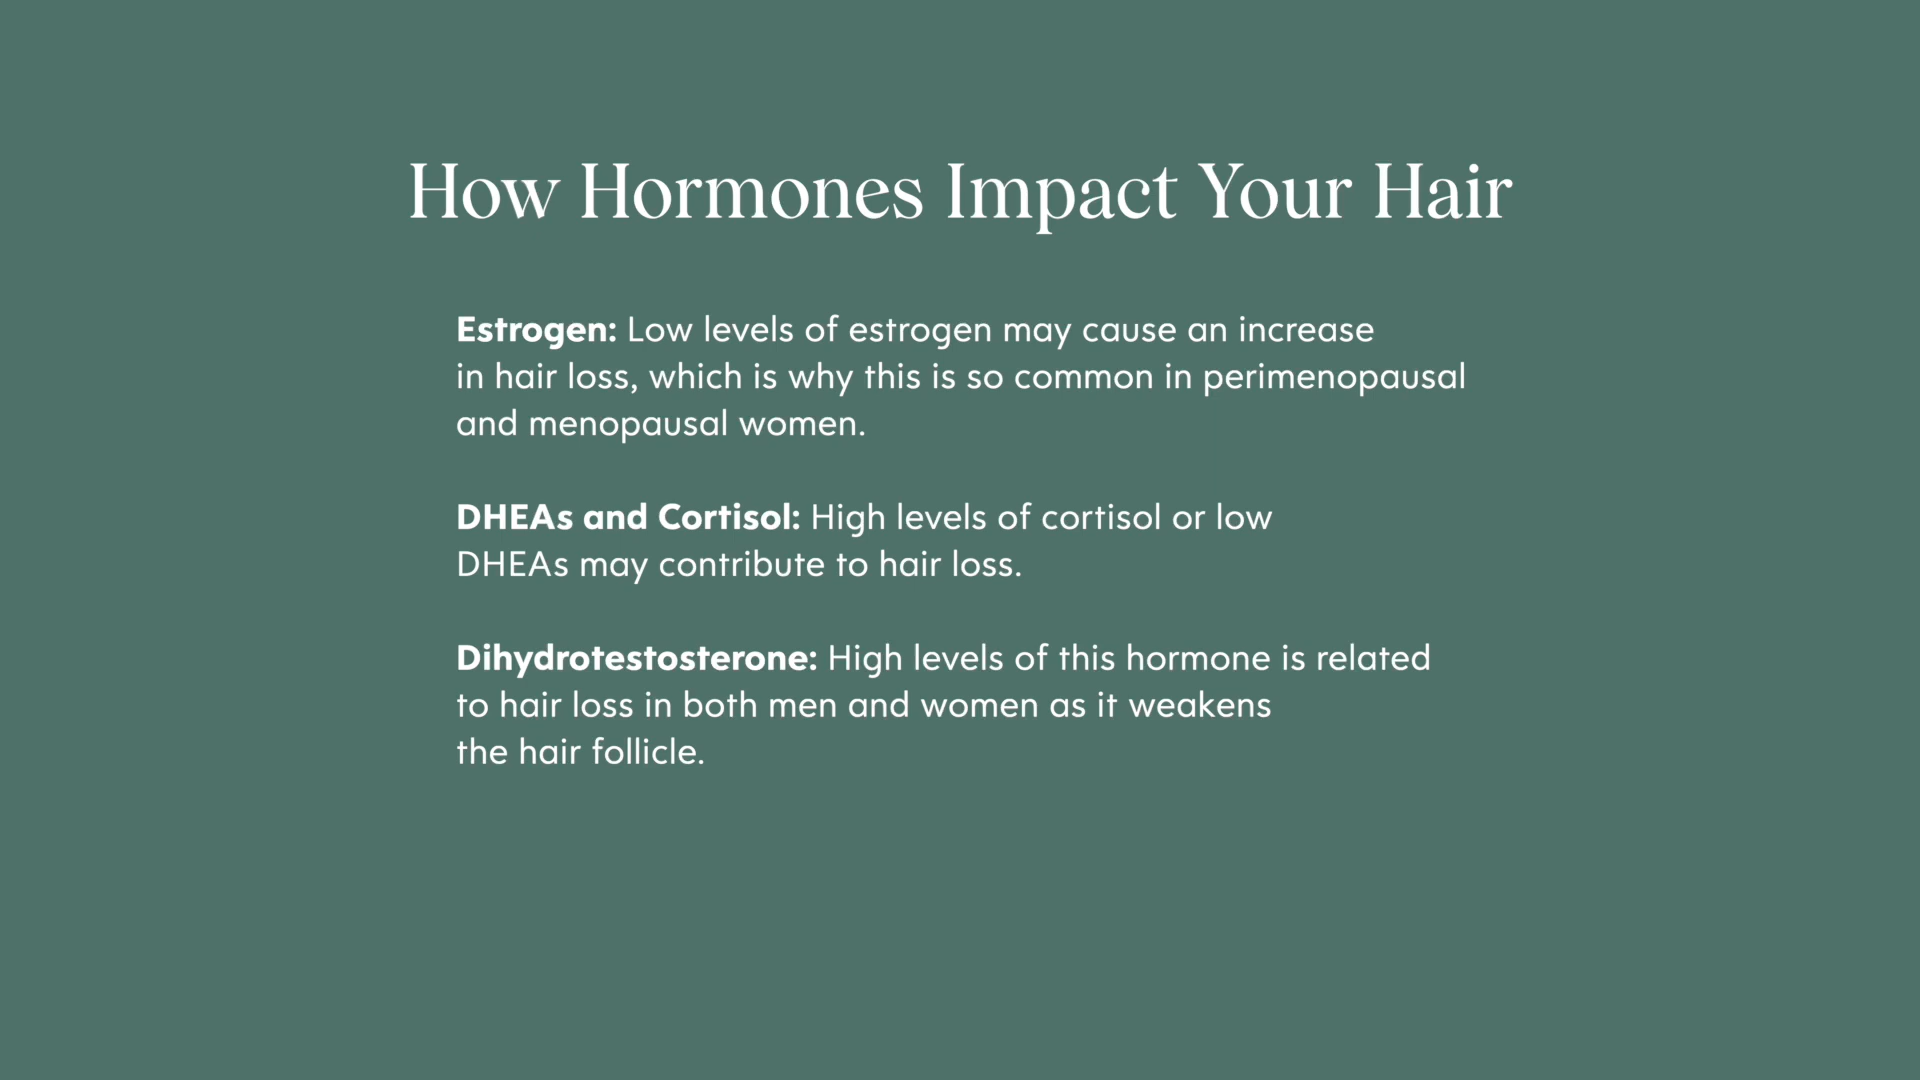 How Hormones Impact Your Hair
Estrogen: Low levels of estrogen may cause an increase
in hair loss, which is why this is so common in perimenopausal
and menopausal women.
DHEAs and Cortisol: High levels of cortisol or low
DHEAs may contribute to hair loss.
Dihydrotestosterone: High levels of this hormone is related
to hair loss in both men and women as it weakens
the hair follicle.